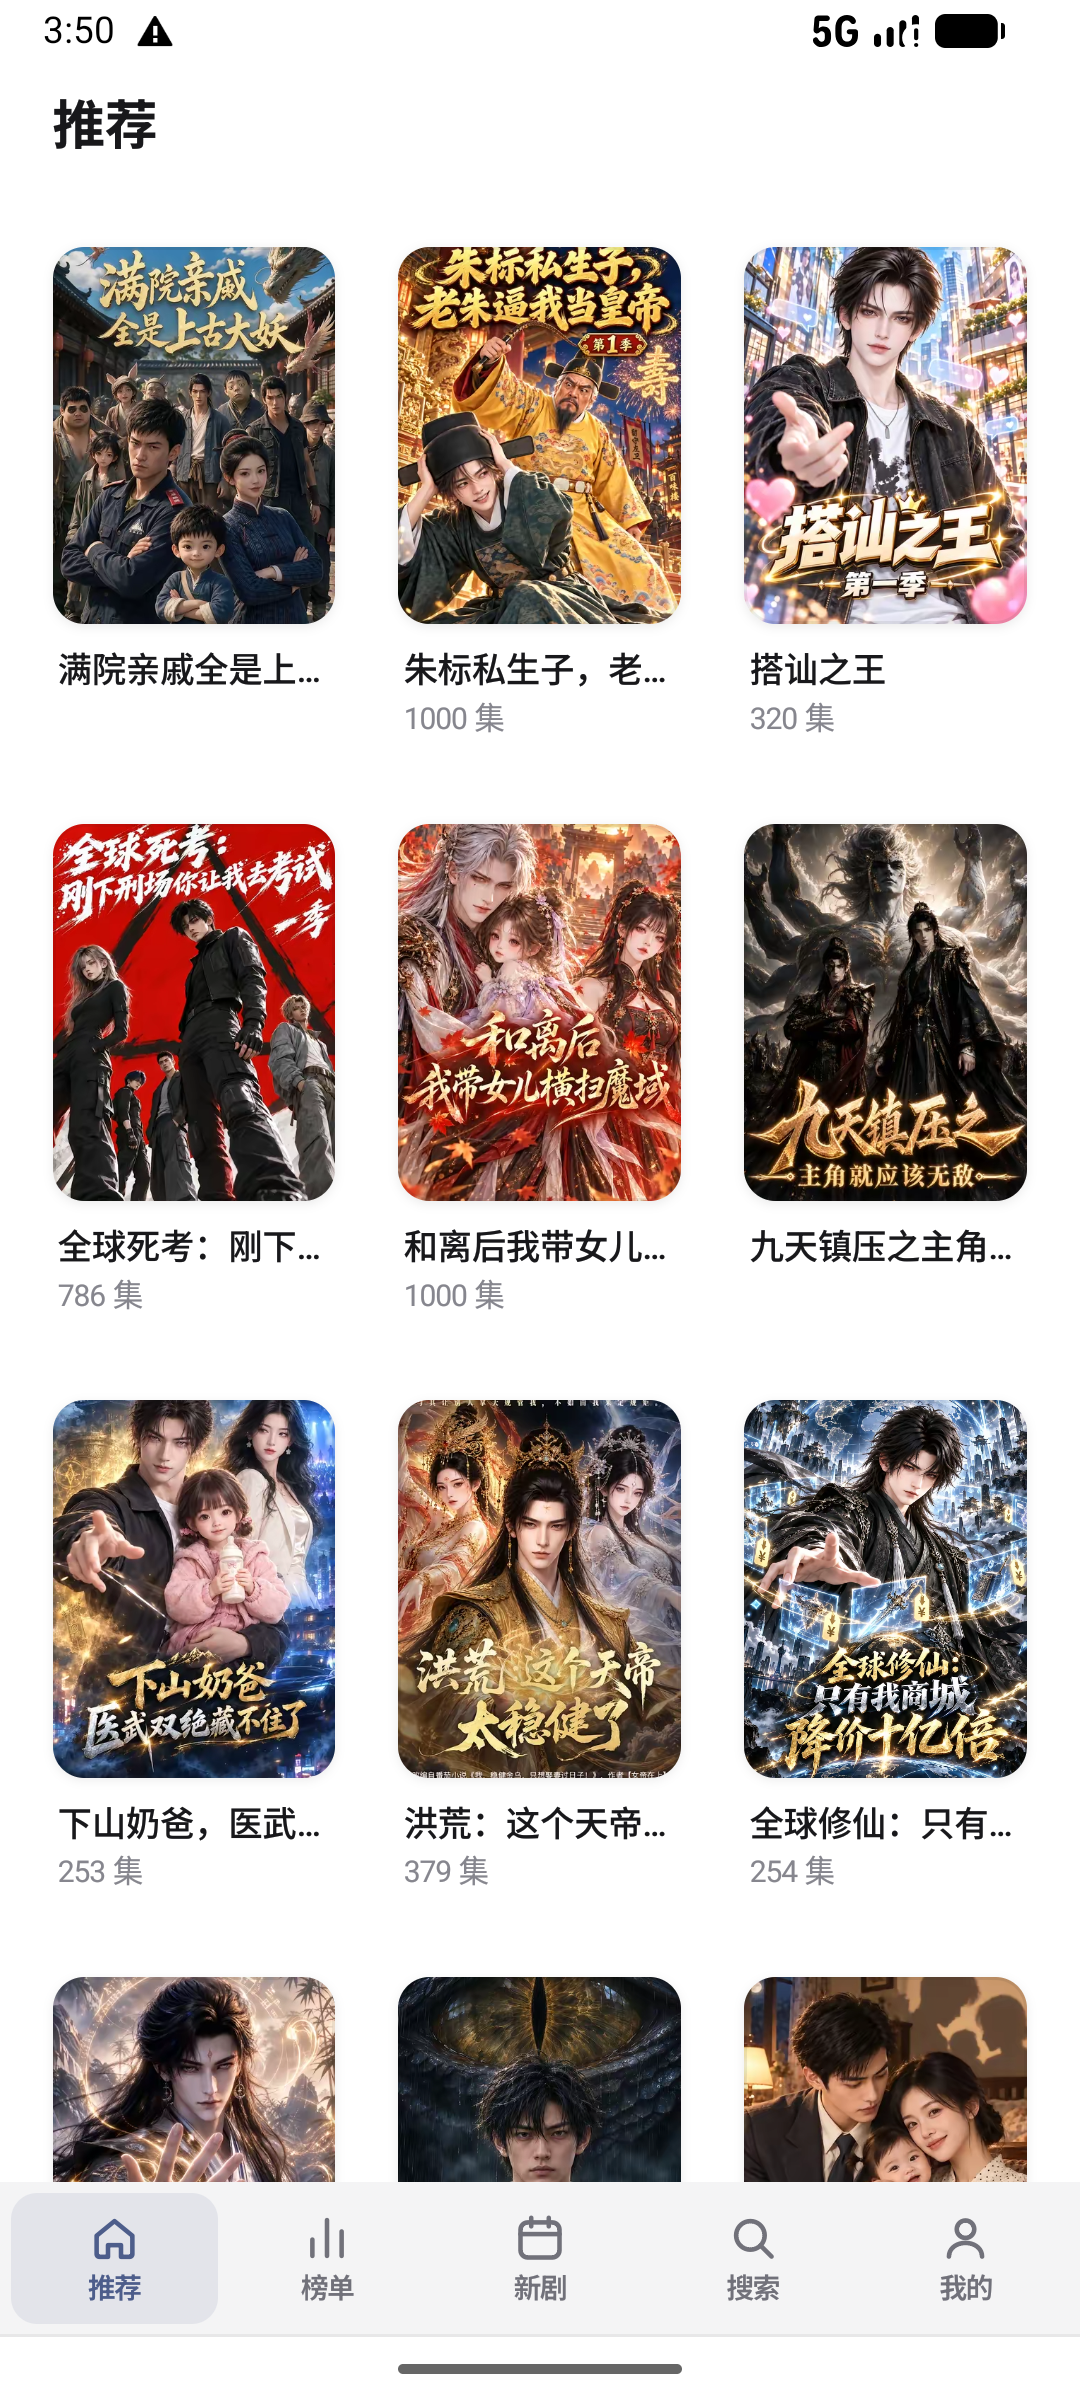 3:50
5G
推荐
满院亲戚
全是上古大妖
朱标私生子,
老朱逼我当皇帝
第1季
壽
搭讪之王
第一季
满院亲戚全是上...
朱标私生子，老...
1000 集
搭讪之王
320 集
全球死考：
刚下刑场你让我去考试
一季
和离后
我带女儿横扫魔域
九天镇压之
主角就应该无敌
全球死考：刚下...
786 集
和离后我带女儿...
1000 集
九天镇压之主角...
下山奶爸
医武双绝藏不住了
洪荒 这个天帝
太稳健了
全球修仙：
只有我商城
降价十亿倍
下山奶爸，医武...
253 集
洪荒：这个天帝...
379 集
全球修仙：只有...
254 集
推荐
榜单
新剧
搜索
我的